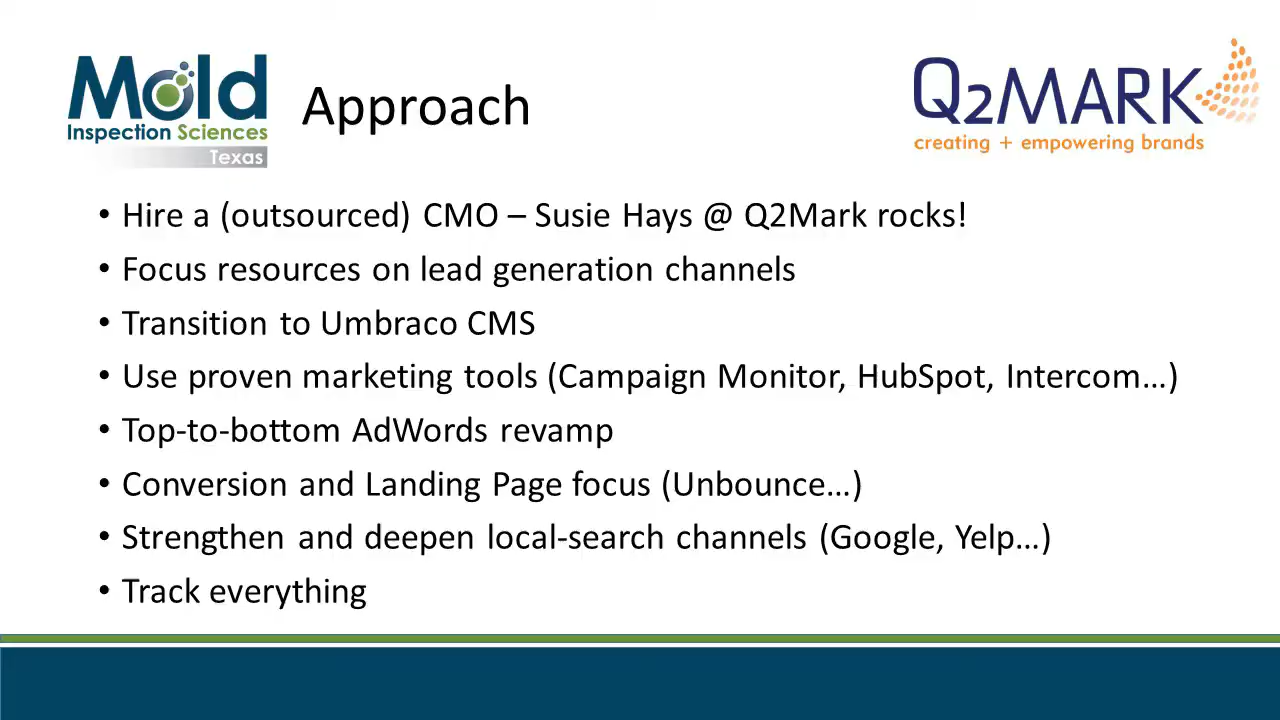 Mold
Inspection Sciences
Texas
Approach
Q2MARK
creating + empowering brands
• Hire a (outsourced) CMO – Susie Hays @ Q2Mark rocks!
• Focus resources on lead generation channels
• Transition to Umbraco CMS
• Use proven marketing tools (Campaign Monitor, HubSpot, Intercom…)
• Top-to-bottom AdWords revamp
• Conversion and Landing Page focus (Unbounce…)
• Strengthen and deepen local-search channels (Google, Yelp…)
• Track everything